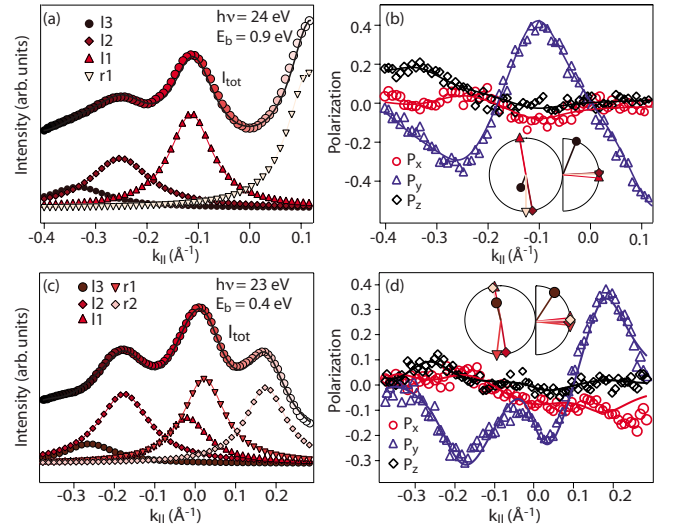 (a)
l3
l2
l1
r1
hν = 24 eV
E_b = 0.9 eV
I_tot
Intensity (arb. units)
-0.4 -0.3 -0.2 -0.1 0.0 0.1
k_|| (Å⁻¹)
(b)
0.4
0.2
0.0
-0.2
-0.4
Polarization
P_x
P_y
P_z
-0.4 -0.3 -0.2 -0.1 0.0 0.1
k_|| (Å⁻¹)
(c)
l3 r1
l2 r2
l1
hν = 23 eV
E_b = 0.4 eV
I_tot
Intensity (arb. units)
-0.3 -0.2 -0.1 0.0 0.1 0.2
k_|| (Å⁻¹)
(d)
0.4
0.3
0.2
0.1
0.0
-0.1
-0.2
-0.3
Polarization
P_x
P_y
P_z
-0.3 -0.2 -0.1 0.0 0.1 0.2
k_|| (Å⁻¹)